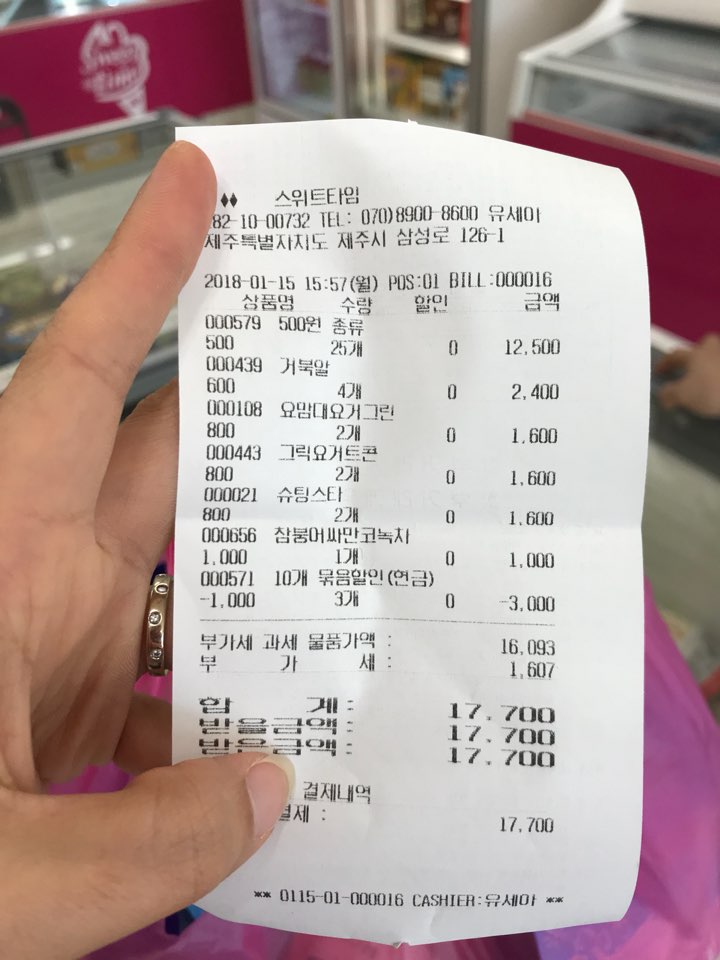 Sweet
Time
스위트타임
82-10-00732 TEL: 070)8900-8600 유세아
제주특별자치도 제주시 삼성로 126-1
2018-01-15 15:57(월) POS:01 BILL:000016
상품명 수량 할인 금액
000579 500원 종류
500 25개 0 12,500
000439 거북알
600 4개 0 2,400
000108 요맘대요거그린
800 2개 0 1,600
000443 그릭요거트콘
800 2개 0 1,600
000021 슈팅스타
800 2개 0 1,600
000656 참붕어싸만코녹차
1,000 1개 0 1,000
000571 10개 묶음할인(현금)
-1,000 3개 0 -3,000
부가세 과세 물품가액 : 16,093
부 가 세 : 1,607
합 계 : 17,700
받을금액 : 17,700
받은금액 : 17,700
결제내역
결제 : 17,700
** 0115-01-000016 CASHIER:유세아 **